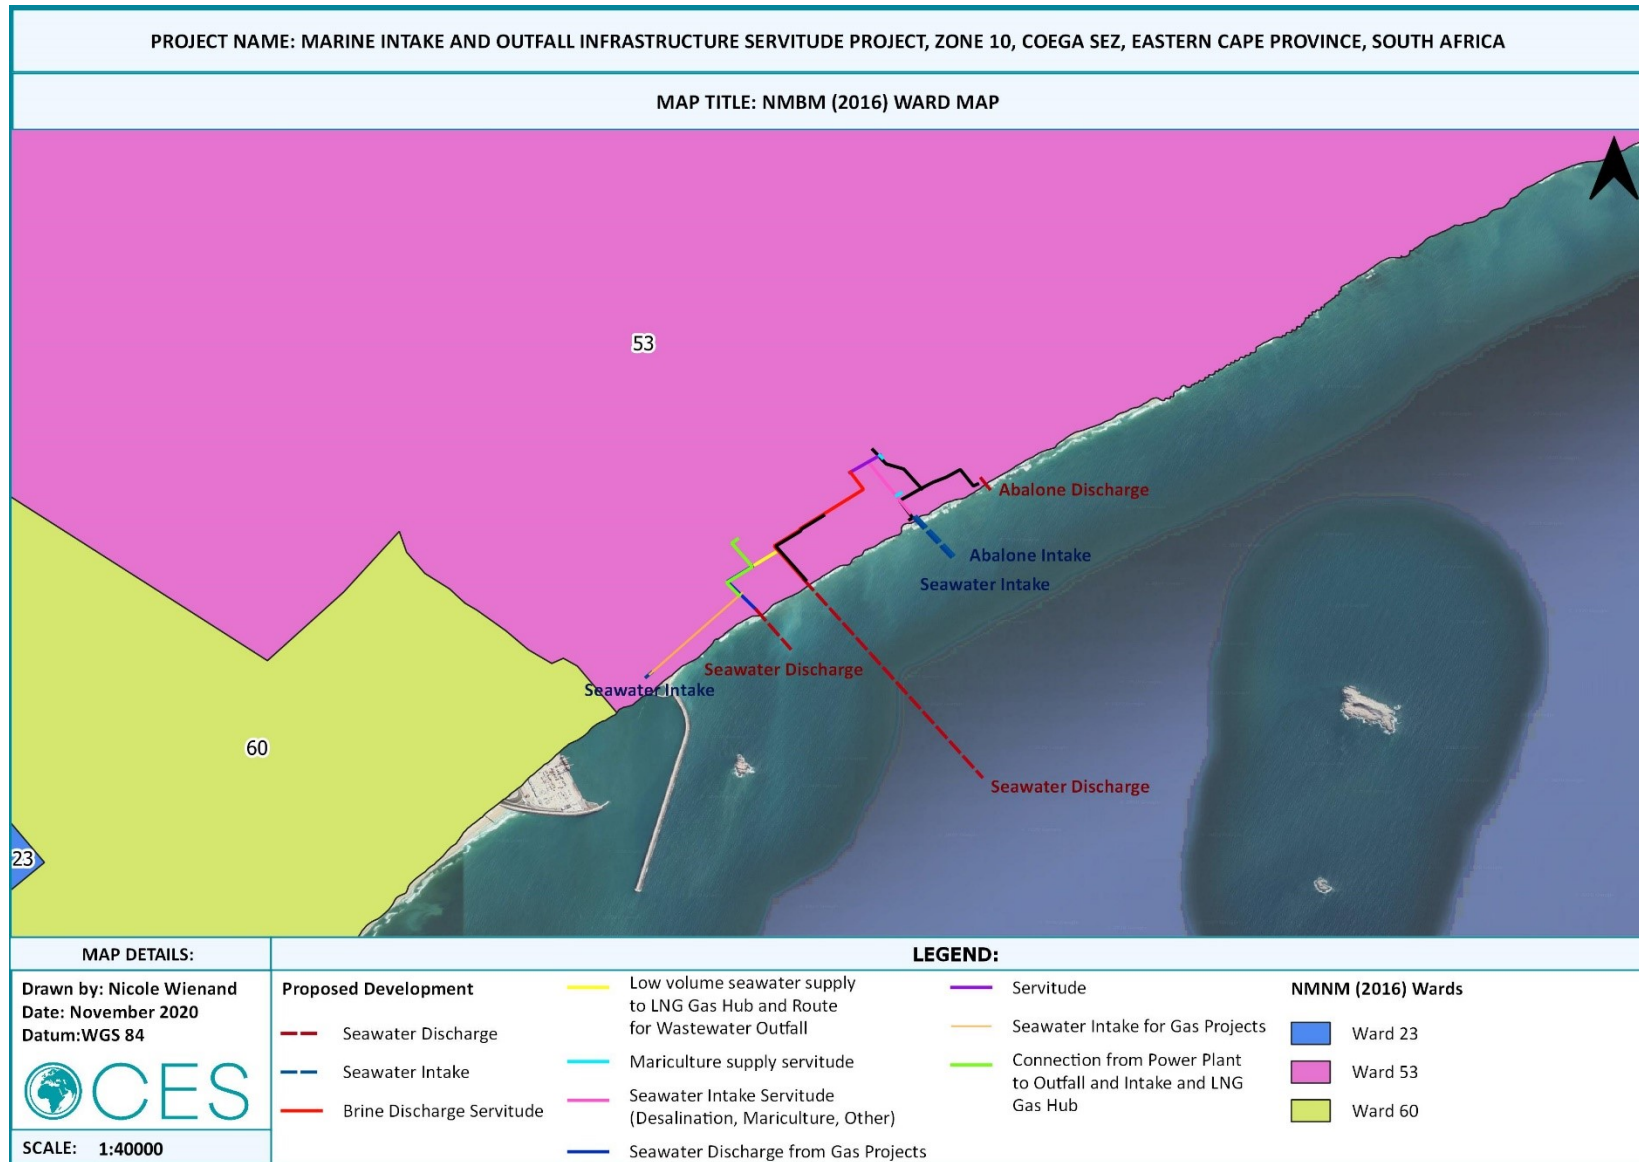 PROJECT NAME: MARINE INTAKE AND OUTFALL INFRASTRUCTURE SERVITUDE PROJECT, ZONE 10, COEGA SEZ, EASTERN CAPE PROVINCE, SOUTH AFRICA
MAP TITLE: NMBM (2016) WARD MAP
53
Abalone Discharge
Abalone Intake
Seawater Intake
Seawater Discharge
Seawater Intake
60
Seawater Discharge
23
MAP DETAILS:
Drawn by: Nicole Wienand
Date: November 2020
Datum:WGS 84
CES
SCALE: 1:40000
LEGEND:
Proposed Development
Seawater Discharge
Seawater Intake
Brine Discharge Servitude
Low volume seawater supply
to LNG Gas Hub and Route
for Wastewater Outfall
Mariculture supply servitude
Seawater Intake Servitude
(Desalination, Mariculture, Other)
Seawater Discharge from Gas Projects
Servitude
Seawater Intake for Gas Projects
Connection from Power Plant
to Outfall and Intake and LNG
Gas Hub
NMNM (2016) Wards
Ward 23
Ward 53
Ward 60